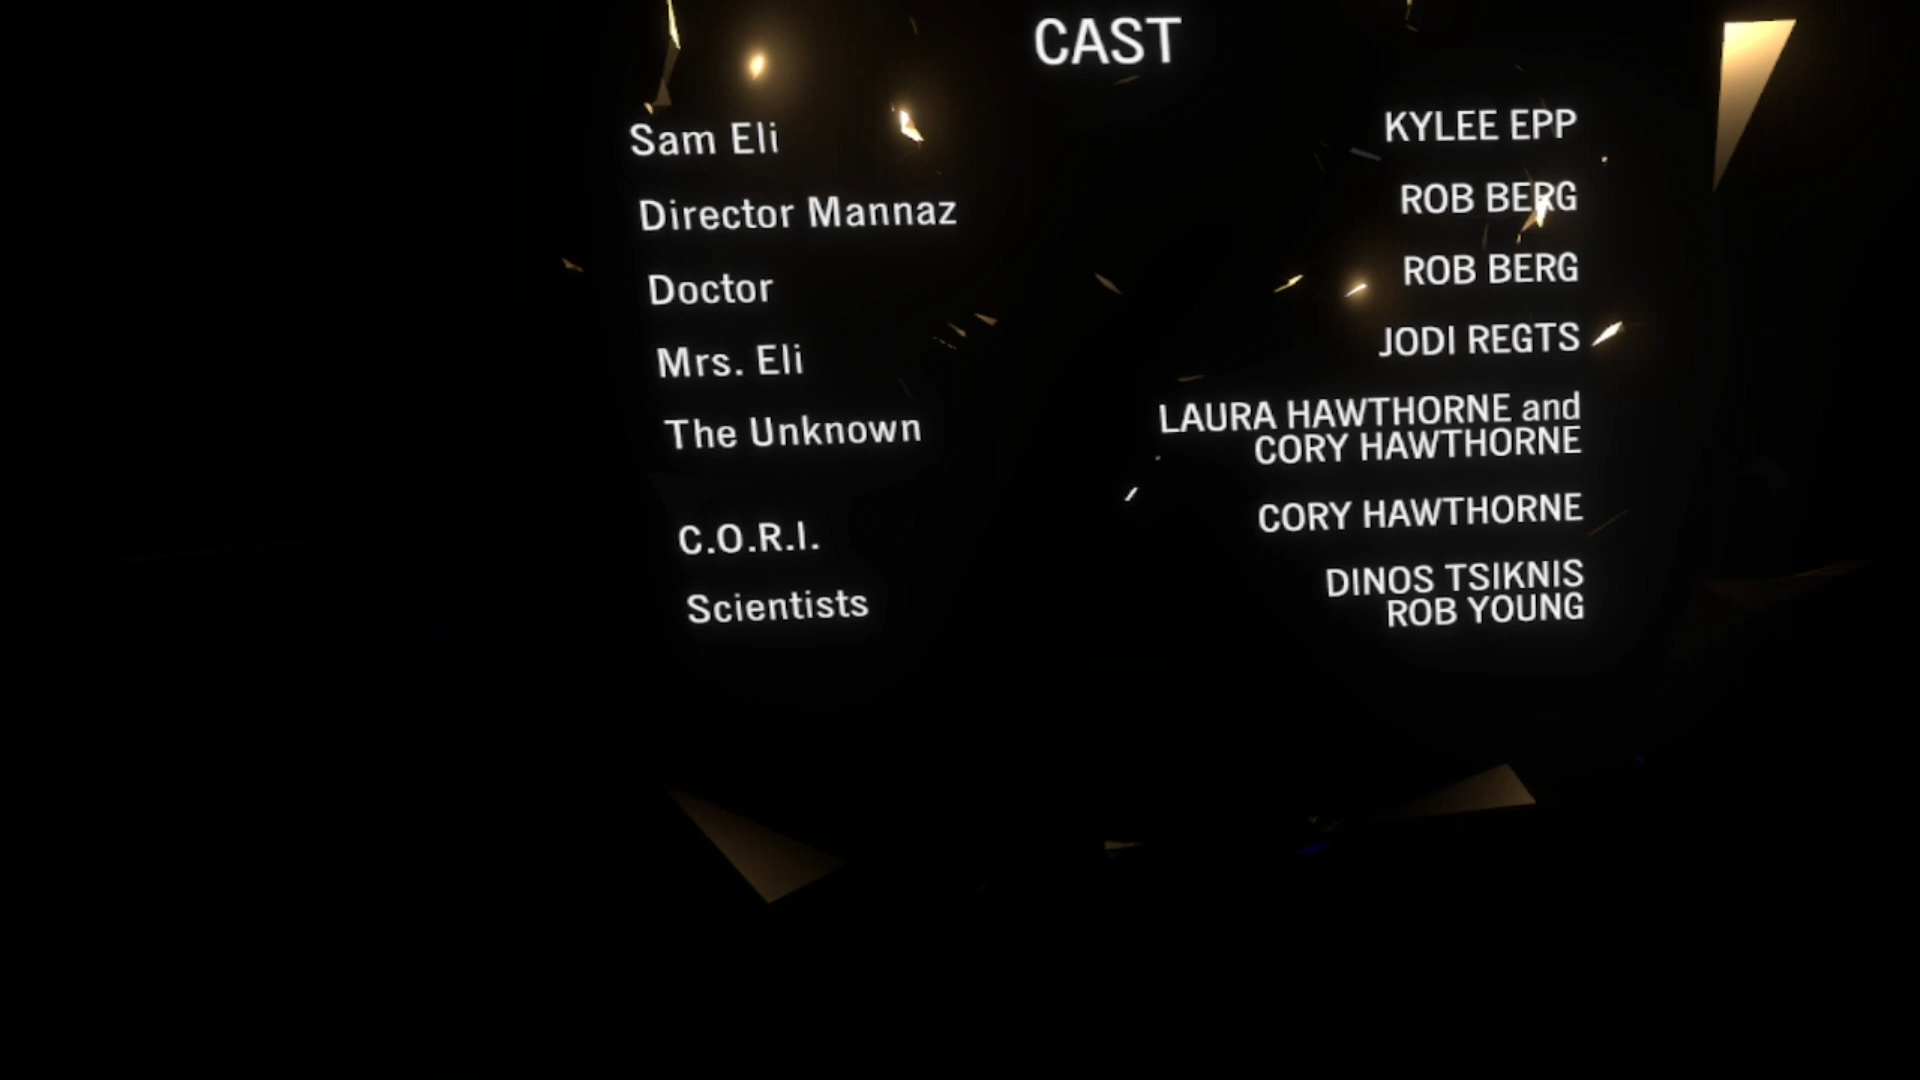 CAST
Sam Eli KYLEE EPP
Director Mannaz ROB BERG
Doctor ROB BERG
Mrs. Eli JODI REGTS
The Unknown LAURA HAWTHORNE and
CORY HAWTHORNE
C.O.R.I. CORY HAWTHORNE
Scientists DINOS TSIKNIS
ROB YOUNG